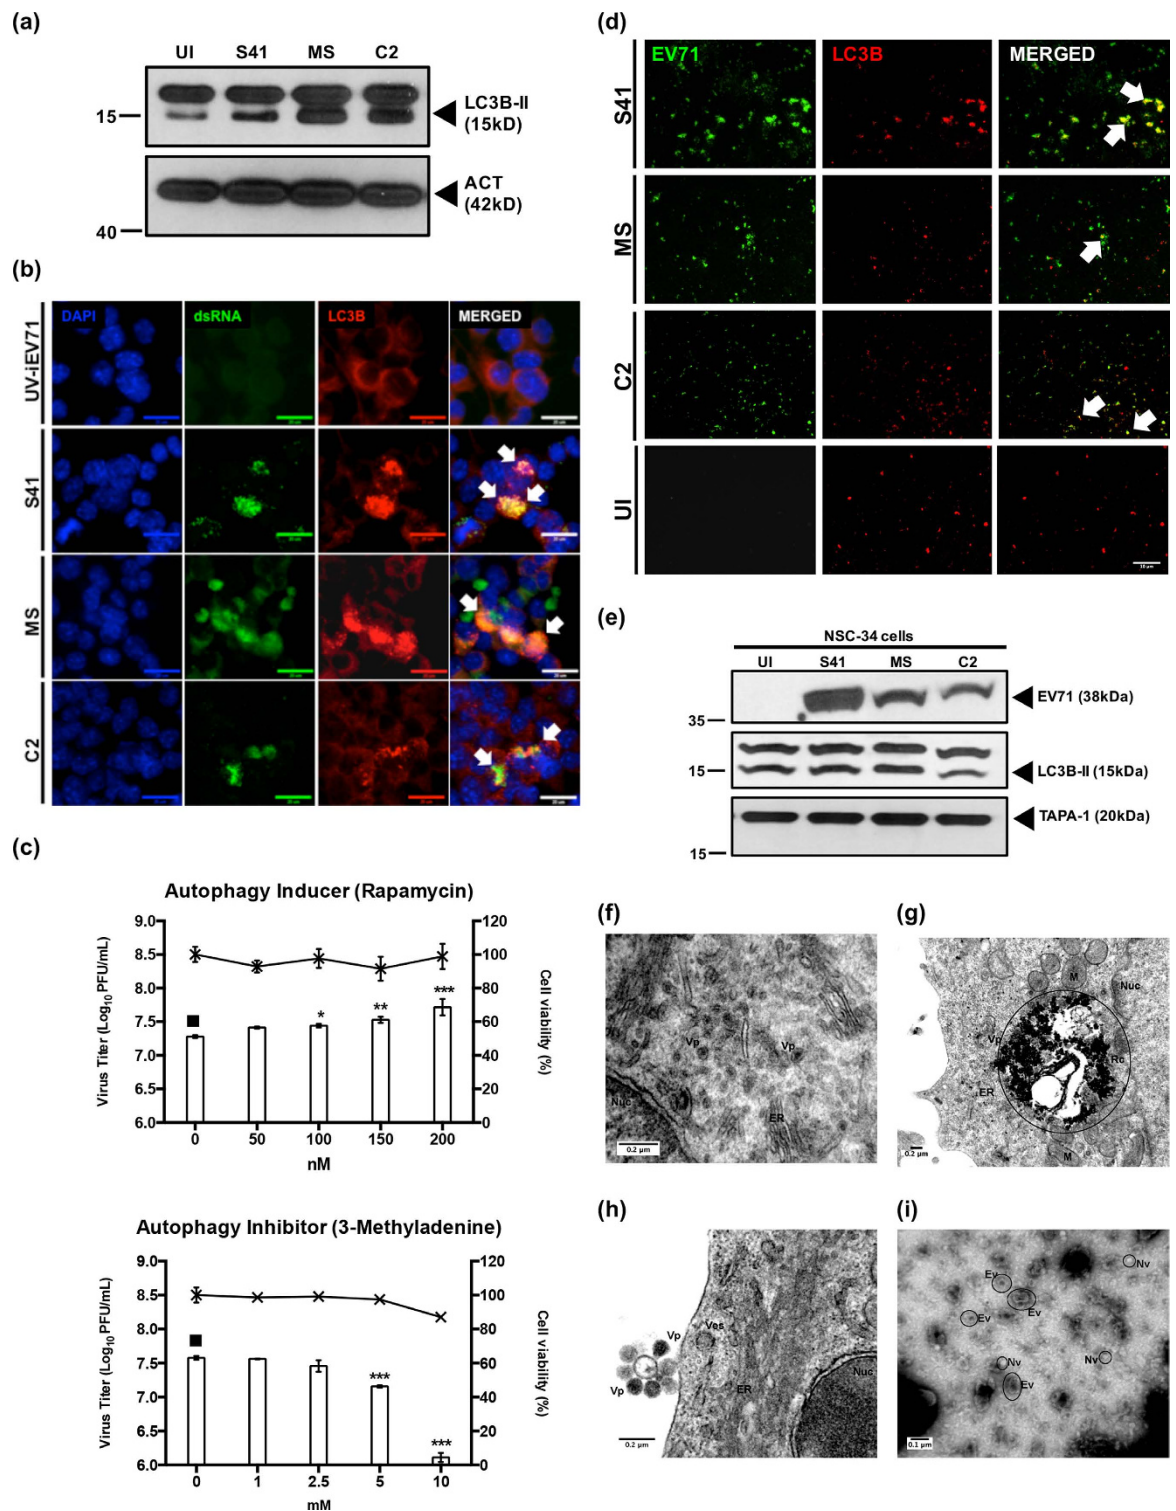 (a)
UI S41 MS C2
15
LC3B-II
(15kD)
ACT
(42kD)
40
(b)
UV-iEV71
DAPI dsRNA LC3B MERGED
S41
MS
C2
(c)
Autophagy Inducer (Rapamycin)
Virus Titer (Log10 PFU/mL)
9.0
8.5
8.0
7.5
7.0
6.5
6.0
120
100
80
60
40
20
0
Cell viability (%)
* ** ***
0 50 100 150 200
nM
Autophagy Inhibitor (3-Methyladenine)
Virus Titer (Log10 PFU/mL)
9.0
8.5
8.0
7.5
7.0
6.5
6.0
120
100
80
60
40
20
0
Cell viability (%)
*** ***
0 1 2.5 5 10
mM
(d)
EV71 LC3B MERGED
S41
MS
C2
UI
(e)
NSC-34 cells
UI S41 MS C2
EV71 (38kDa)
35
15
LC3B-II (15kDa)
TAPA-1 (20kDa)
15
(f)
Vp Vp
Nuc
ER
0.2 µm
(g)
M
Nuc
Vp
Rc
ER
M
0.2 µm
(h)
Vp
Ves
Vp
ER
Nuc
0.2 µm
(i)
Nv
Ev
Ev
Ev
Nv
Nv
Ev
0.1 µm